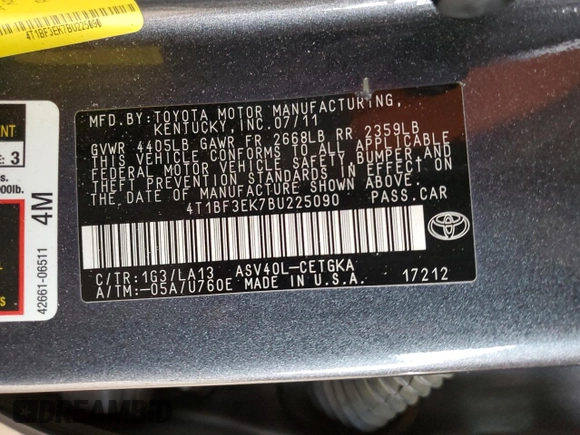 4T1BF3EK7BU225090
MFD.BY:TOYOTA MOTOR MANUFACTURING,
KENTUCKY, INC. 07/11
GVWR 4405LB GAWR FR 2668LB RR 2359LB
THIS VEHICLE CONFORMS TO ALL APPLICABLE
FEDERAL MOTOR VEHICLE SAFETY, BUMPER, AND
THEFT PREVENTION STANDARDS IN EFFECT ON
THE DATE OF MANUFACTURE SHOWN ABOVE.
4T1BF3EK7BU225090 PASS.CAR
C/TR:1G3/LA13 ASV40L-CETGKA
A/TM:-05A/U760E MADE IN U.S.A. 17212
TOYOTA
4M
42661-06511
E: 3
DREAMBID